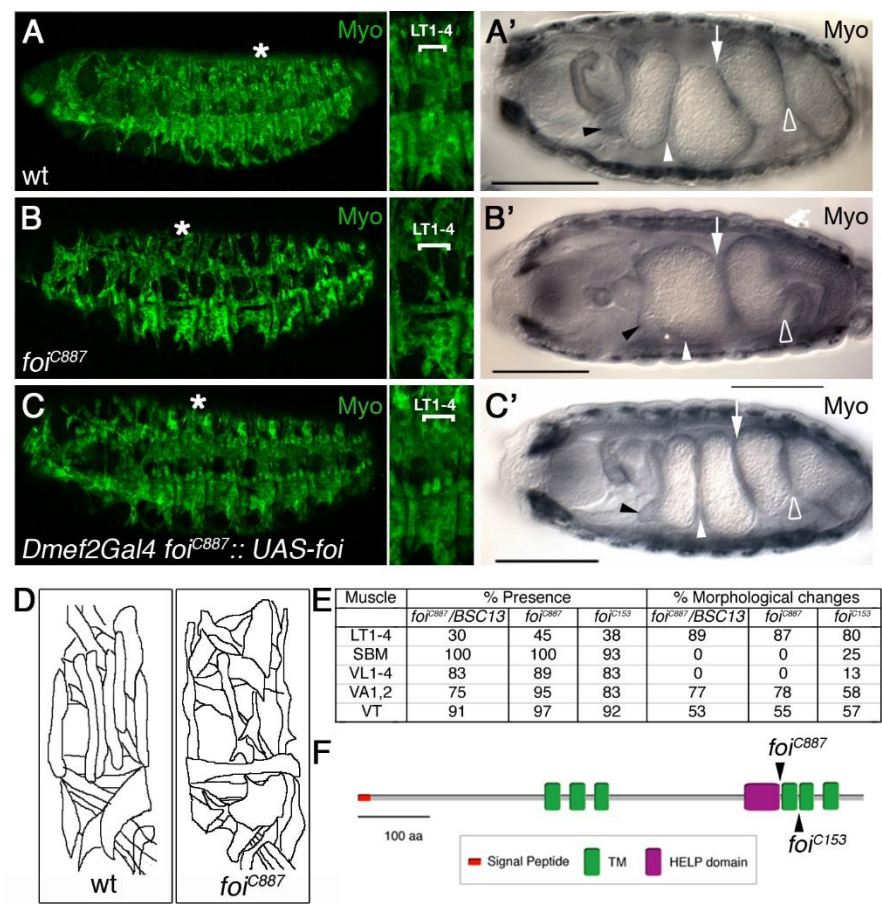 A
Myo
LT1-4
wt
A'
Myo
B
Myo
LT1-4
foiC887
B'
Myo
C
Myo
LT1-4
Dmef2Gal4 foiC887:: UAS-foi
C'
Myo
D
wt
foiC887
E
Muscle % Presence % Morphological changes
foiC887/BSC13 foiC887 foiC153 foiC887/BSC13 foiC887 foiC153
LT1-4 30 45 38 89 87 80
SBM 100 100 93 0 0 25
VL1-4 83 89 83 0 0 13
VA1,2 75 95 83 77 78 58
VT 91 97 92 53 55 57
F
foiC887
100 aa
foiC153
Signal Peptide TM HELP domain